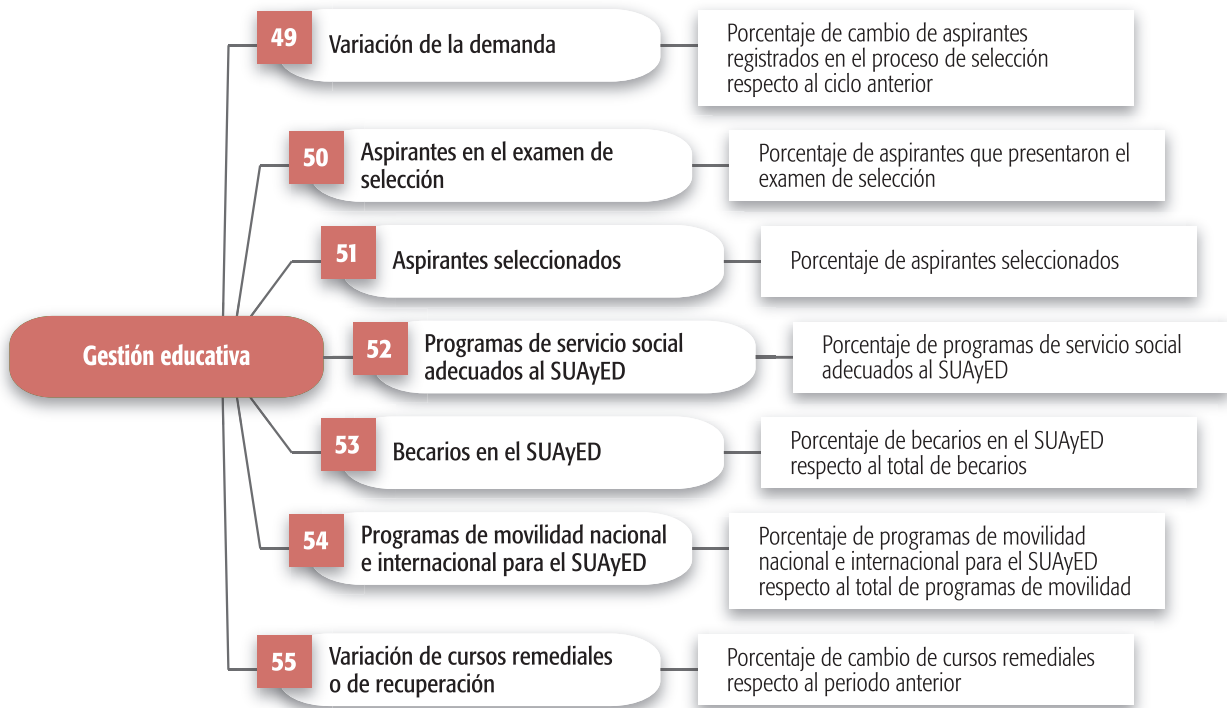 49
Variación de la demanda
Porcentaje de cambio de aspirantes
registrados en el proceso de selección
respecto al ciclo anterior
50
Aspirantes en el examen de
selección
Porcentaje de aspirantes que presentaron el
examen de selección
51
Aspirantes seleccionados
Porcentaje de aspirantes seleccionados
Gestión educativa
52
Programas de servicio social
adecuados al SUAyED
Porcentaje de programas de servicio social
adecuados al SUAyED
53
Becarios en el SUAyED
Porcentaje de becarios en el SUAyED
respecto al total de becarios
54
Programas de movilidad nacional
e internacional para el SUAyED
Porcentaje de programas de movilidad
nacional e internacional para el SUAyED
respecto al total de programas de movilidad
55
Variación de cursos remediales
o de recuperación
Porcentaje de cambio de cursos remediales
respecto al periodo anterior